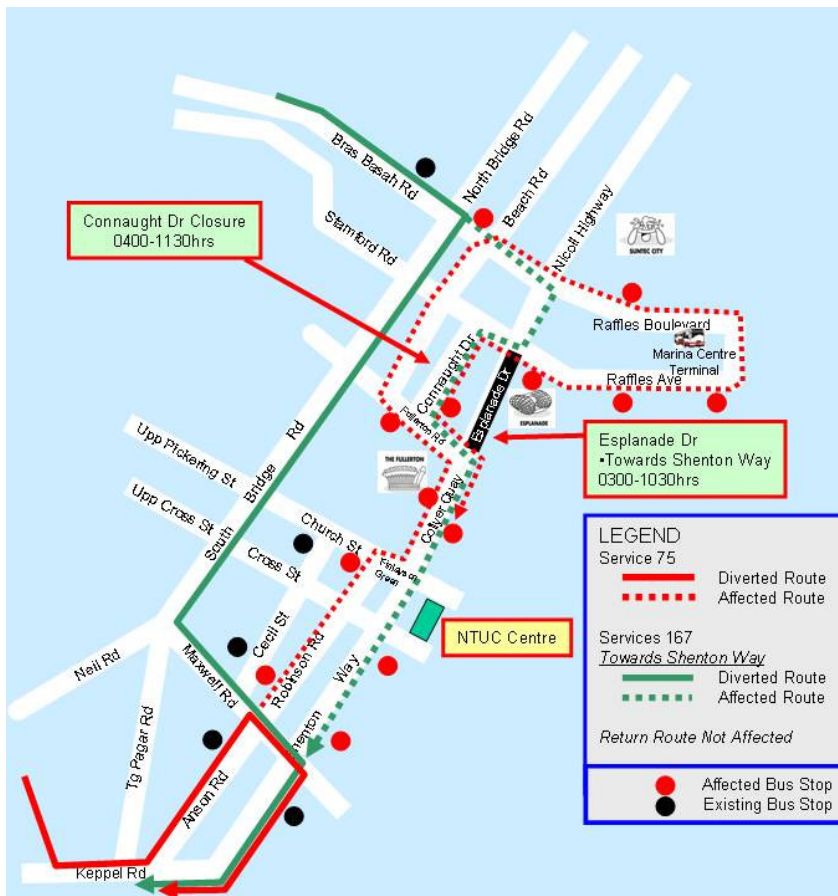 Bras Basah Rd
North Bridge Rd
Beach Rd
Stamford Rd
Nicoll Highway
SUNTEC CITY
Connaught Dr Closure
0400-1130hrs
Raffles Boulevard
Marina Centre
Terminal
Raffles Ave
Connaught Dr
Esplanade Dr
ESPLANADE
Fullerton Rd
THE FULLERTON
Esplanade Dr
▪Towards Shenton Way
0300-1030hrs
Upp Pickering St
South Bridge Rd
Collyer Quay
Upp Cross St
Church St
Cross St
Finlayson
Green
Cecil St
NTUC Centre
Robinson Rd
Neil Rd
Maxwell Rd
Way
Tg Pagar Rd
Anson Rd
Keppel Rd
LEGEND
Service 75
Diverted Route
Affected Route
Services 167
Towards Shenton Way
Diverted Route
Affected Route
Return Route Not Affected
Affected Bus Stop
Existing Bus Stop